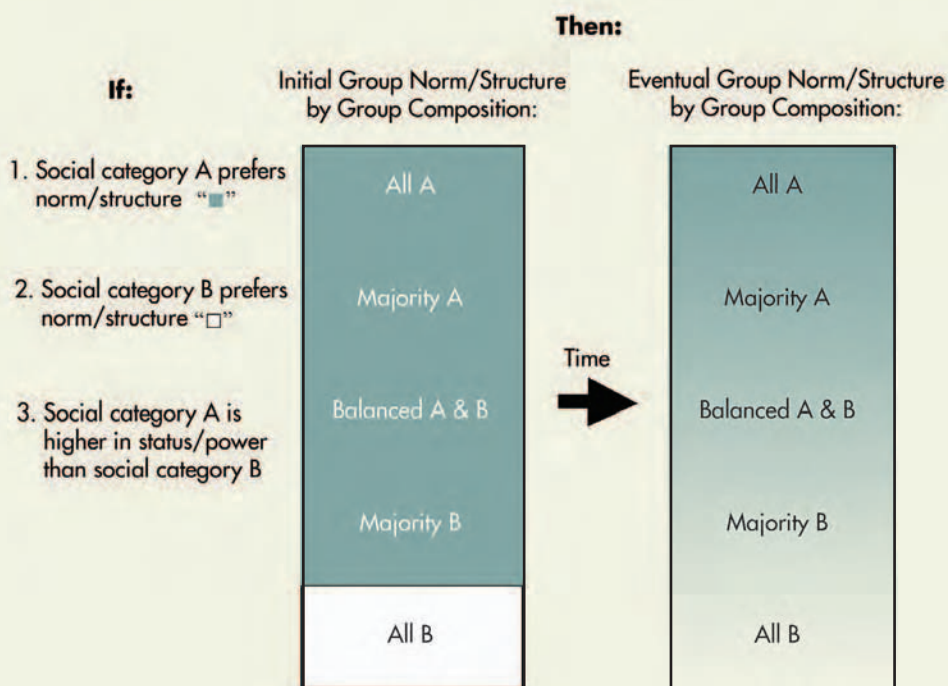 Then:
If:
Initial Group Norm/Structure
by Group Composition:
Eventual Group Norm/Structure
by Group Composition:
1. Social category A prefers
norm/structure "■"
2. Social category B prefers
norm/structure "□"
3. Social category A is
higher in status/power
than social category B
All A
Majority A
Balanced A & B
Majority B
All B
Time
All A
Majority A
Balanced A & B
Majority B
All B